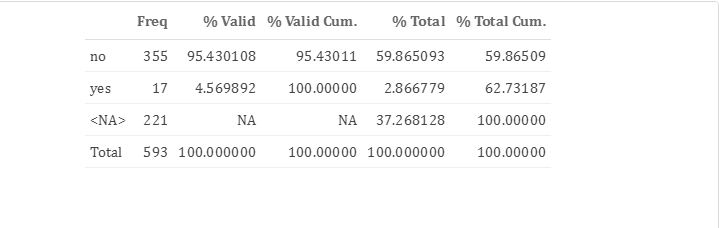 Freq % Valid % Valid Cum. % Total % Total Cum.
no 355 95.430108 95.43011 59.865093 59.86509
yes 17 4.569892 100.00000 2.866779 62.73187
<NA> 221 NA NA 37.268128 100.00000
Total 593 100.000000 100.00000 100.000000 100.00000